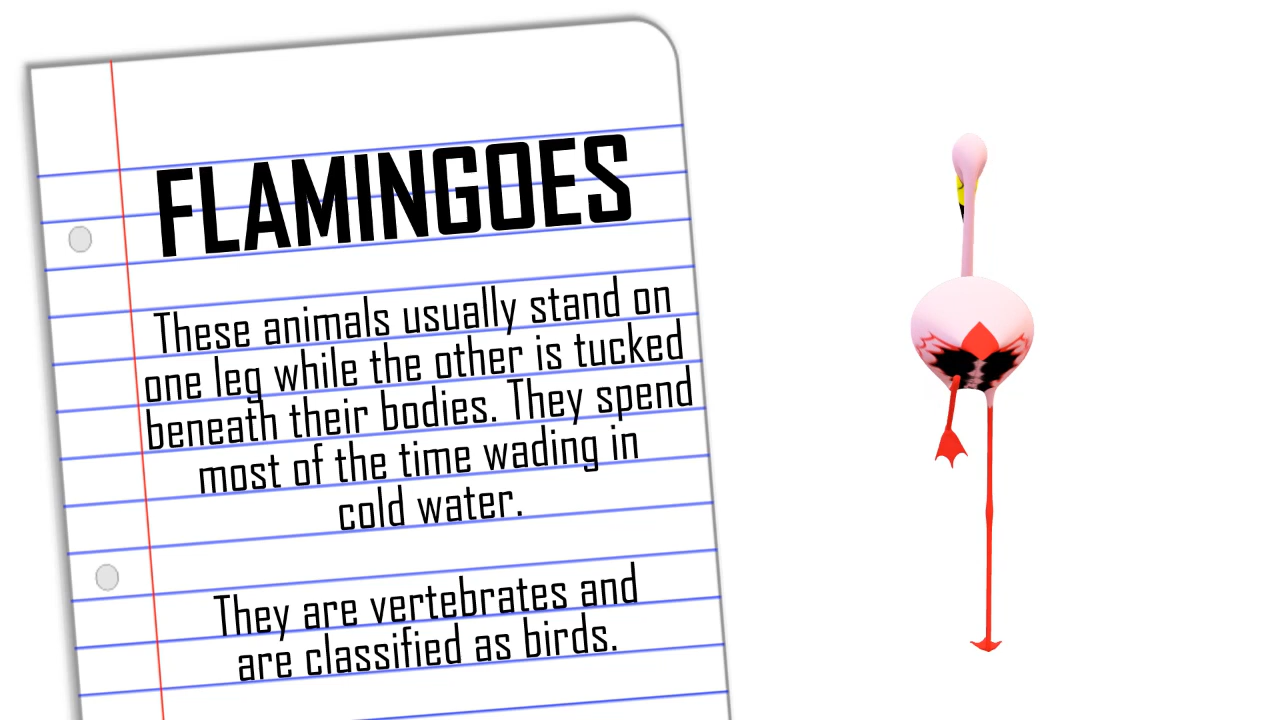 FLAMINGOES
These animals usually stand on
one leg while the other is tucked
beneath their bodies. They spend
most of the time wading in
cold water.
They are vertebrates and
are classified as birds.